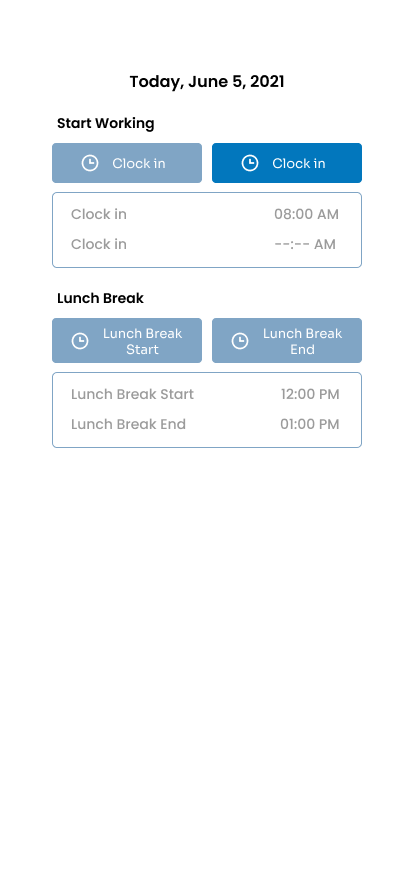 Today, June 5, 2021
Start Working
Clock in
Clock in
Clock in 08:00 AM
Clock in --:-- AM
Lunch Break
Lunch Break
Start
Lunch Break
End
Lunch Break Start 12:00 PM
Lunch Break End 01:00 PM